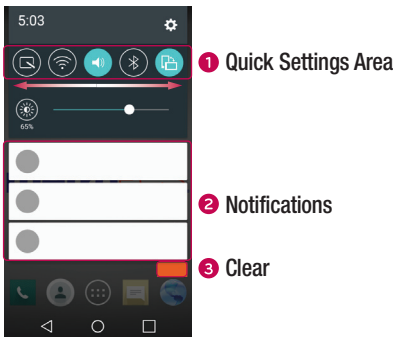 5:03
1 Quick Settings Area
65%
2 Notifications
3 Clear